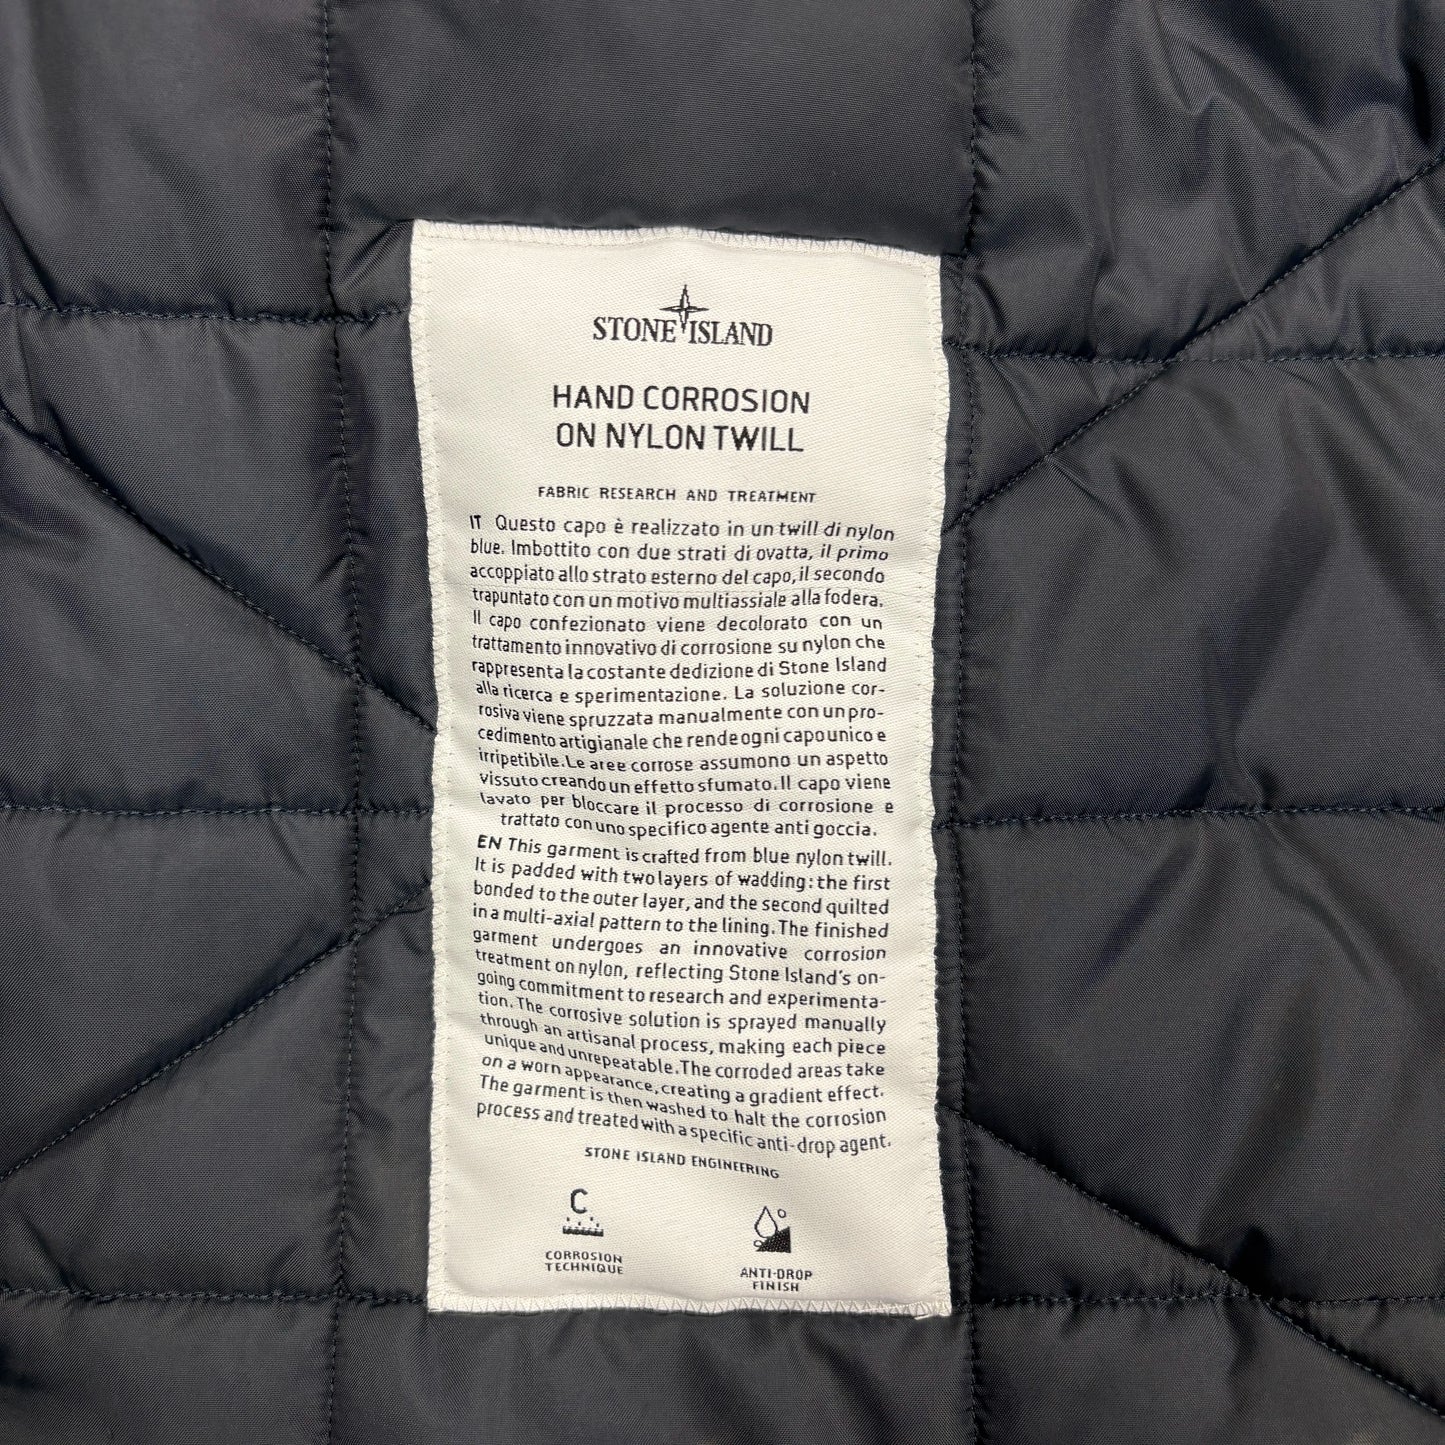 STONE ISLAND
HAND CORROSION
ON NYLON TWILL
FABRIC RESEARCH AND TREATMENT
IT Questo capo è realizzato in un twill di nylon
blue. Imbottito con due strati di ovatta, il primo
accoppiato allo strato esterno del capo, il secondo
trapuntato con un motivo multiassiale alla fodera.
Il capo confezionato viene decolorato con un
trattamento innovativo di corrosione su nylon che
rappresenta la costante dedizione di Stone Island
alla ricerca e sperimentazione. La soluzione cor-
rosiva viene spruzzata manualmente con un pro-
cedimento artigianale che rende ogni capo unico e
irripetibile. Le aree corrose assumono un aspetto
vissuto creando un effetto sfumato. Il capo viene
lavato per bloccare il processo di corrosione e
trattato con uno specifico agente anti goccia.
EN This garment is crafted from blue nylon twill.
It is padded with two layers of wadding: the first
bonded to the outer layer, and the second quilted
in a multi-axial pattern to the lining. The finished
garment undergoes an innovative corrosion
treatment on nylon, reflecting Stone Island's on-
going commitment to research and experimenta-
tion. The corrosive solution is sprayed manually
through an artisanal process, making each piece
unique and unrepeatable. The corroded areas take
on a worn appearance, creating a gradient effect.
The garment is then washed to halt the corrosion
process and treated with a specific anti-drop agent.
STONE ISLAND ENGINEERING
C
CORROSION
TECHNIQUE
ANTI-DROP
FINISH